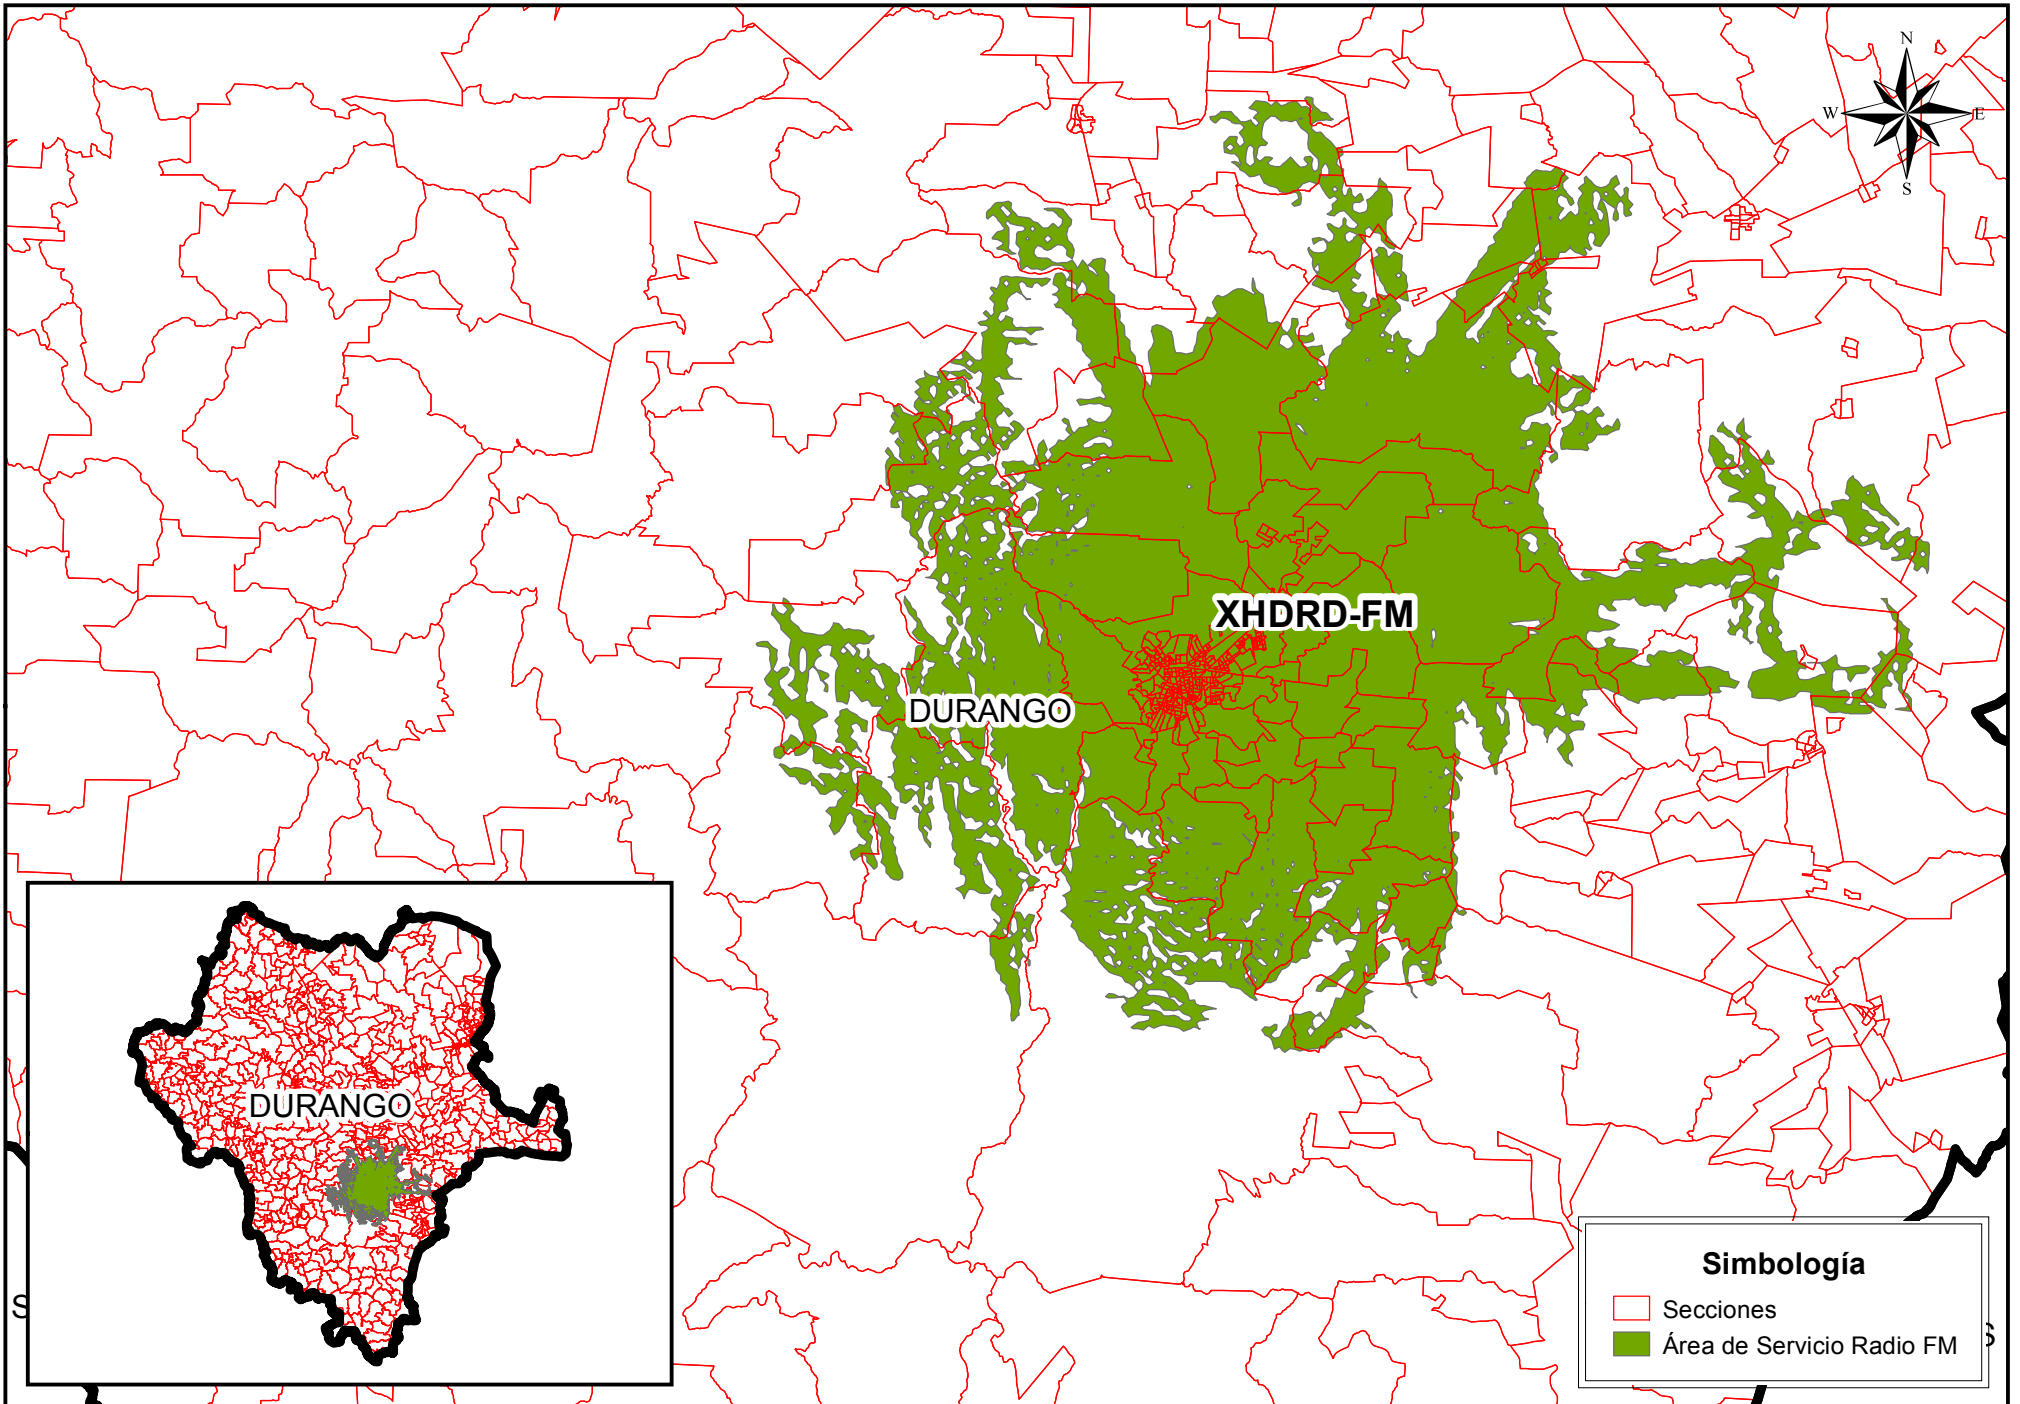 N
W E
S
XHDRD-FM
DURANGO
DURANGO
S
Simbología
Secciones
Área de Servicio Radio FM